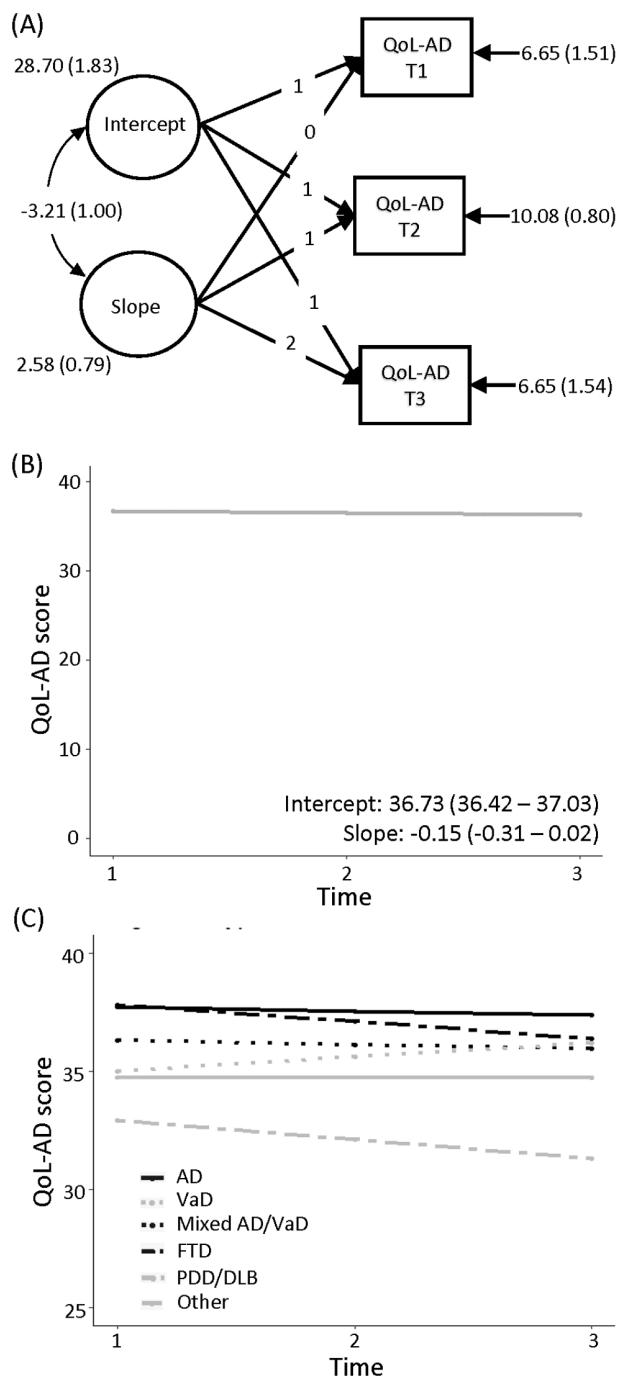 (A)
28.70 (1.83)
Intercept
-3.21 (1.00)
Slope
2.58 (0.79)
1
0
1
1
1
2
QoL-AD
T1
6.65 (1.51)
QoL-AD
T2
10.08 (0.80)
QoL-AD
T3
6.65 (1.54)
(B)
40
30
20
10
0
QoL-AD score
Intercept: 36.73 (36.42 – 37.03)
Slope: -0.15 (-0.31 – 0.02)
1
2
3
Time
(C)
40
35
30
25
QoL-AD score
AD
VaD
Mixed AD/VaD
FTD
PDD/DLB
Other
1
2
3
Time